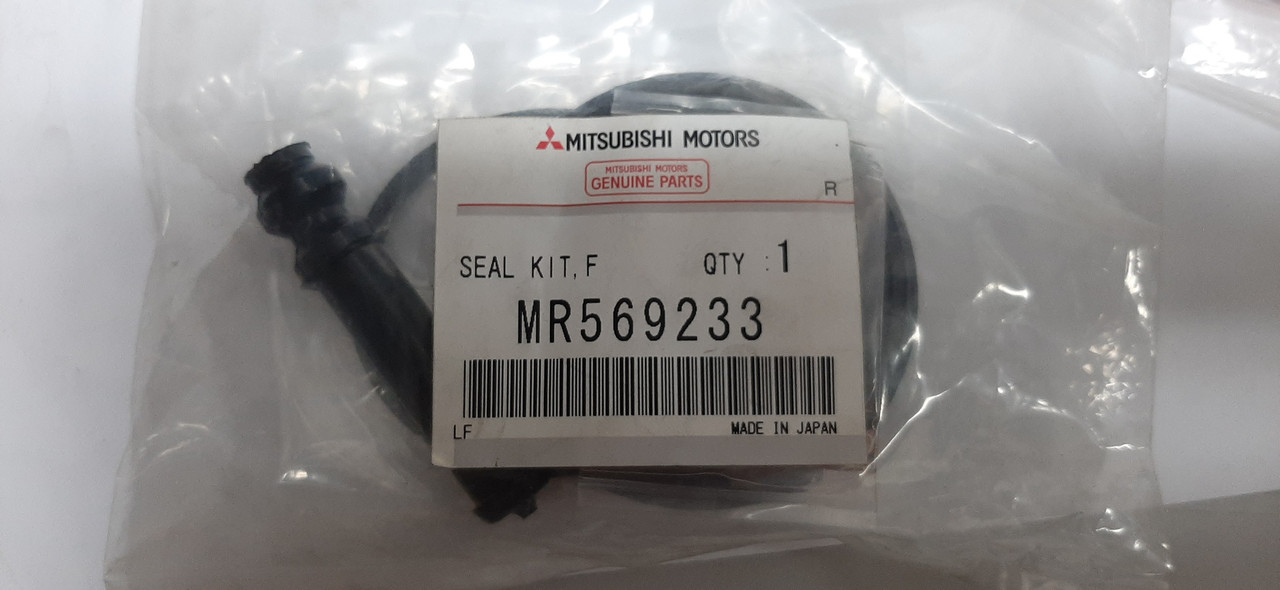 MITSUBISHI MOTORS
MITSUBISHI MOTORS
GENUINE PARTS
R
SEAL KIT,F QTY :1
MR569233
LF MADE IN JAPAN